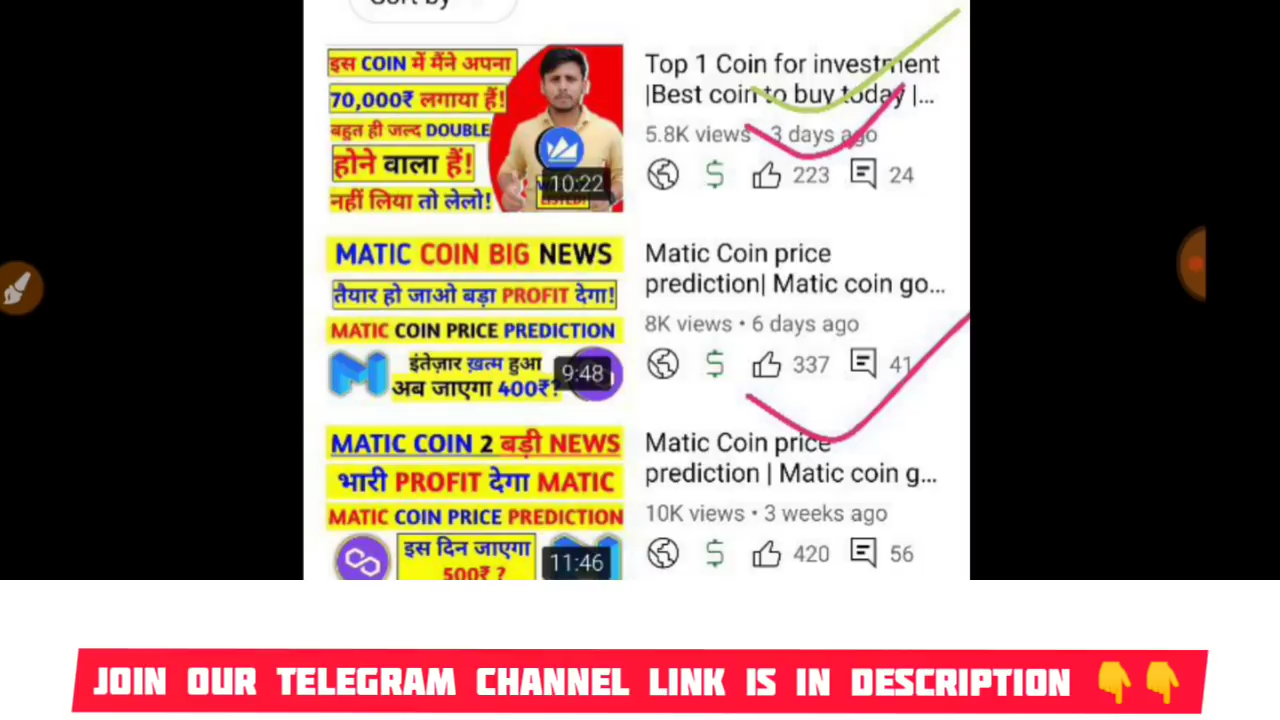 Sort by
इस COIN में मैंने अपना
70,000₹ लगाया हैं!
बहुत ही जल्द DOUBLE
होने वाला हैं!
नहीं लिया तो लेलो!
10:22
Top 1 Coin for investment
|Best coin to buy today |...
5.8K views · 3 days ago
223 24
MATIC COIN BIG NEWS
तैयार हो जाओ बड़ा PROFIT देगा!
MATIC COIN PRICE PREDICTION
इंतेज़ार ख़त्म हुआ
अब जाएगा 400₹?
9:48
Matic Coin price
prediction| Matic coin go...
8K views · 6 days ago
337 41
MATIC COIN 2 बड़ी NEWS
भारी PROFIT देगा MATIC
MATIC COIN PRICE PREDICTION
इस दिन जाएगा
500₹ ?
11:46
Matic Coin price
prediction | Matic coin g...
10K views · 3 weeks ago
420 56
JOIN OUR TELEGRAM CHANNEL LINK IS IN DESCRIPTION 👇👇